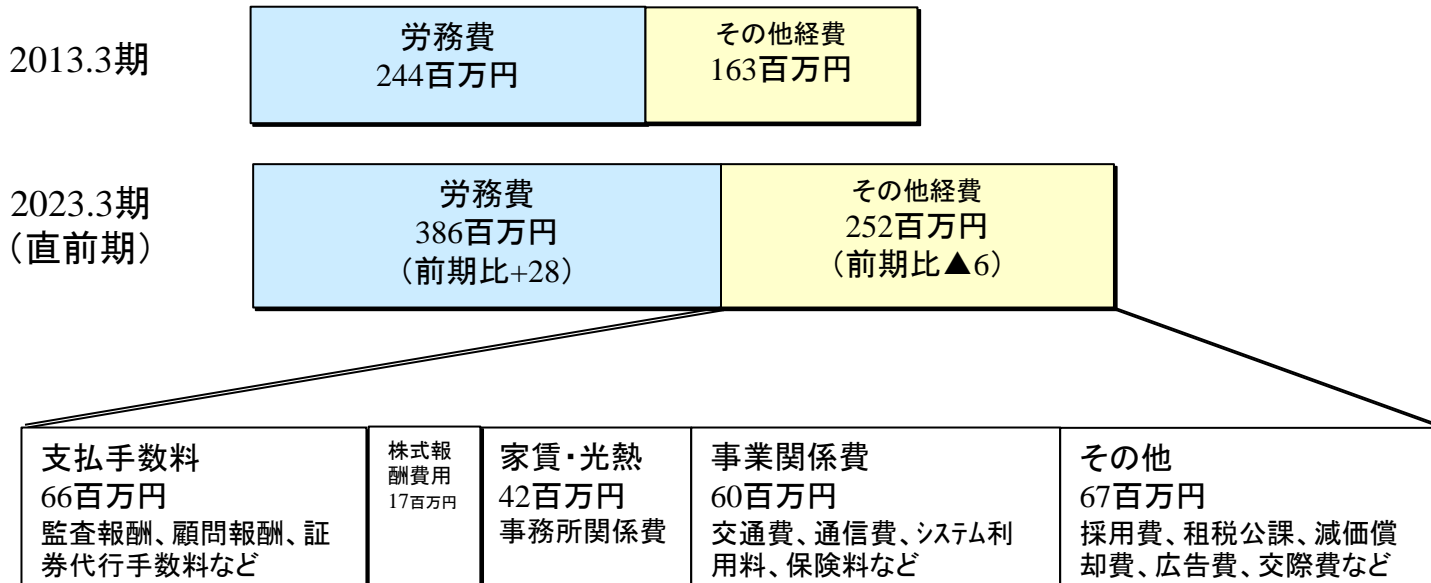 2013.3期
労務費
244百万円
その他経費
163百万円
2023.3期
（直前期）
労務費
386百万円
（前期比+28）
その他経費
252百万円
（前期比▲6）
支払手数料
66百万円
監査報酬、顧問報酬、証
券代行手数料など
株式報
酬費用
17百万円
家賃・光熱
42百万円
事務所関係費
事業関係費
60百万円
交通費、通信費、ｼｽﾃﾑ利
用料、保険料など
その他
67百万円
採用費、租税公課、減価償
却費、広告費、交際費など